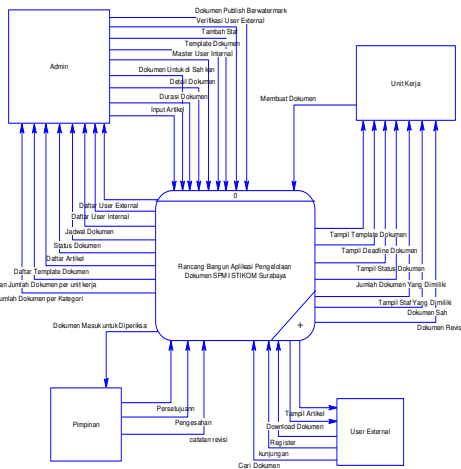 Dokumen Publish Berwatermark
Verifikasi User External
Tambah Staf
Template Dokumen
Master User Internal
Dokumen Untuk di Sahkan
Detail Dokumen
Durasi Dokumen
Input Artikel
Admin
Unit Kerja
Membuat Dokumen
0
Daftar User External
Daftar User Internal
Jadwal Dokumen
Status Dokumen
Daftar Artikel
Daftar Template Dokumen
an Jumlah Dokumen per unit kerja
umlah Dokumen per Kategori
Rancang Bangun Aplikasi Pengelolaan
Dokumen SPM I STIKOM Surabaya
Tampil Template Dokumen
Tampil Deadline Dokumen
Tampil Status Dokumen
Jumlah Dokumen Yang Dimiliki
Tampil Staf Yang Dimiliki
Dokumen Sah
Dokumen Revis
+
Dokumen Masuk untuk Diperiksa
Pimpinan
Persetujuann
Pengesahan
catatan revisi
Tampil Artikel
Download Dokumen
Register
kunjungan
Cari Dokumen
User External